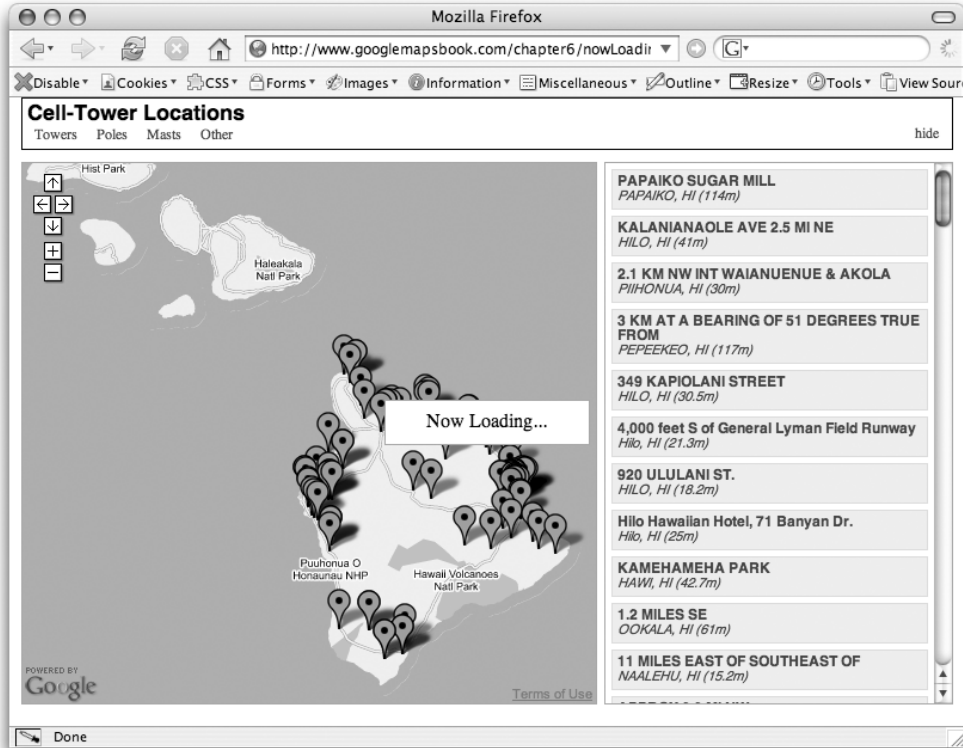 Mozilla Firefox
http://www.googlemapsbook.com/chapter6/nowLoadin
G
Disable Cookies CSS Forms Images Information Miscellaneous Outline Resize Tools View Sour
Cell-Tower Locations
Towers Poles Masts Other hide
Hist Park
Haleakala
Natl Park
Now Loading...
Puuhonua O
Honaunau NHP
Hawaii Volcanoes
Natl Park
POWERED BY
Google
Terms of Use
PAPAIKO SUGAR MILL
PAPAIKO, HI (114m)
KALANIANAOLE AVE 2.5 MI NE
HILO, HI (41m)
2.1 KM NW INT WAIANUENUE & AKOLA
PIIHONUA, HI (30m)
3 KM AT A BEARING OF 51 DEGREES TRUE
FROM
PEPEEKEO, HI (117m)
349 KAPIOLANI STREET
HILO, HI (30.5m)
4,000 feet S of General Lyman Field Runway
Hilo, HI (21.3m)
920 ULULANI ST.
HILO, HI (18.2m)
Hilo Hawaiian Hotel, 71 Banyan Dr.
Hilo, HI (25m)
KAMEHAMEHA PARK
HAWI, HI (42.7m)
1.2 MILES SE
OOKALA, HI (61m)
11 MILES EAST OF SOUTHEAST OF
NAALEHU, HI (15.2m)
Done